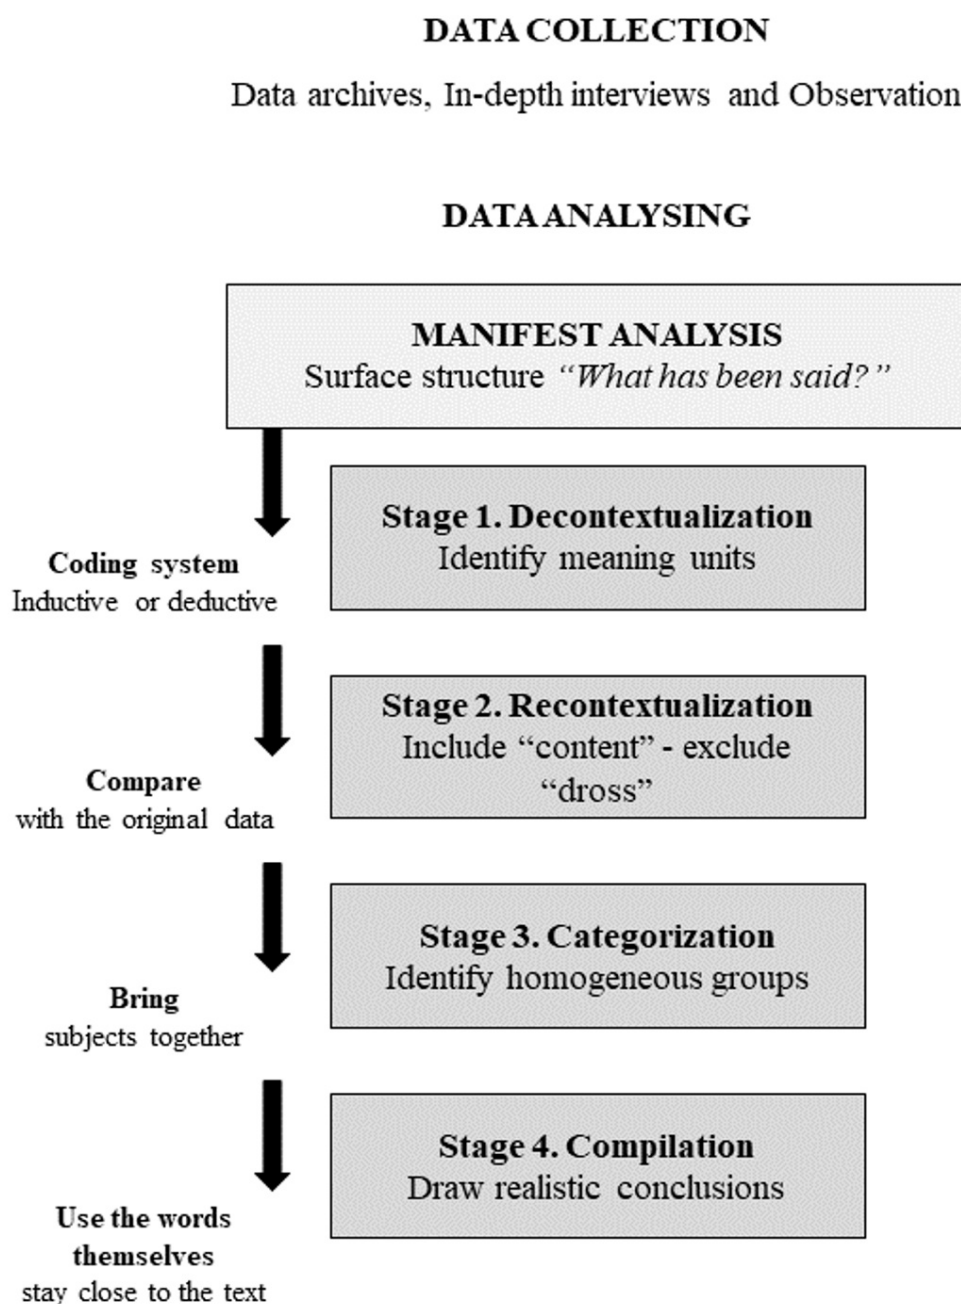 DATA COLLECTION
Data archives, In-depth interviews and Observation
DATA ANALYSING
MANIFEST ANALYSIS
Surface structure “What has been said?”
Stage 1. Decontextualization
Identify meaning units
Coding system
Inductive or deductive
Stage 2. Recontextualization
Include “content” - exclude
“dross”
Compare
with the original data
Stage 3. Categorization
Identify homogeneous groups
Bring
subjects together
Stage 4. Compilation
Draw realistic conclusions
Use the words
themselves
stay close to the text